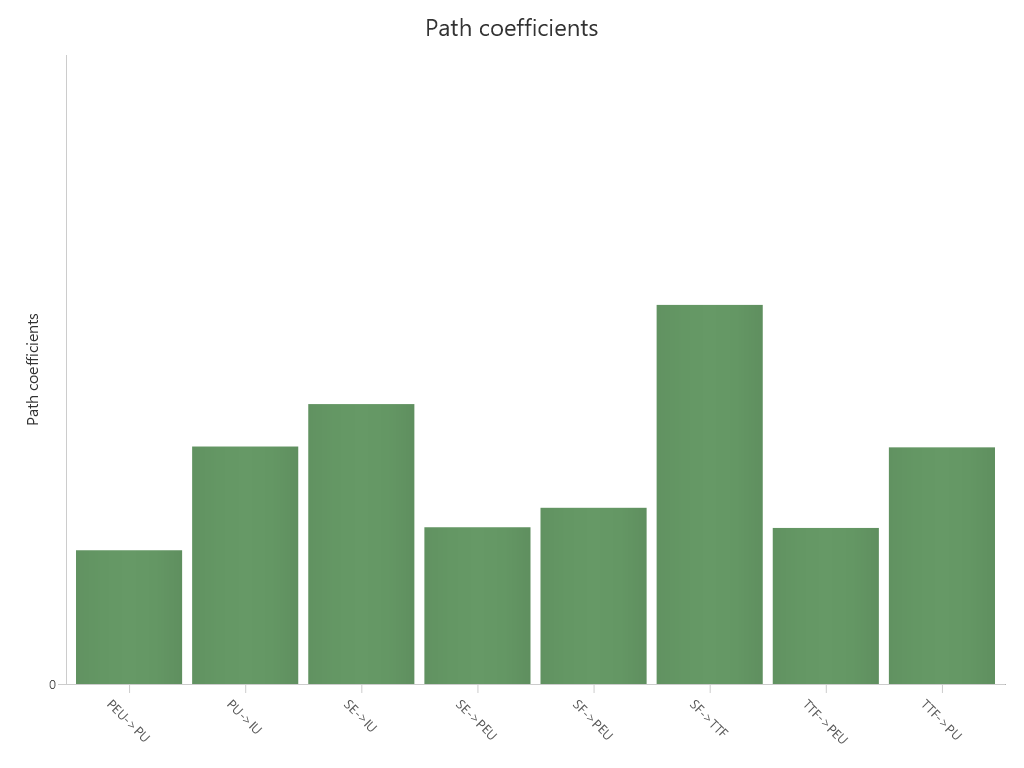 Path coefficients
Path coefficients
0
PEU->PU
PU->IU
SE->IU
SE->PEU
SF->PEU
SF->TTF
TTF->PEU
TTF->PU